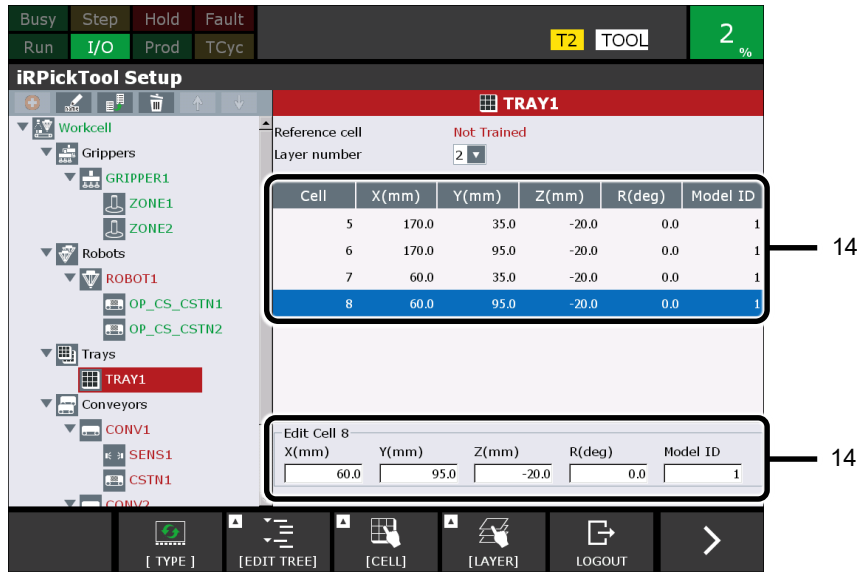 Busy Step Hold Fault
Run I/O Prod TCyc
T2 TOOL
2 %
iRPickTool Setup
TRAY1
Workcell
Grippers
GRIPPER1
ZONE1
ZONE2
Robots
ROBOT1
OP_CS_CSTN1
OP_CS_CSTN2
Trays
TRAY1
Conveyors
CONV1
SENS1
CSTN1
CONV2
Reference cell Not Trained
Layer number 2
Cell X(mm) Y(mm) Z(mm) R(deg) Model ID
5 170.0 35.0 -20.0 0.0 1
6 170.0 95.0 -20.0 0.0 1
7 60.0 35.0 -20.0 0.0 1
8 60.0 95.0 -20.0 0.0 1
14
Edit Cell 8
X(mm) Y(mm) Z(mm) R(deg) Model ID
60.0 95.0 -20.0 0.0 1
14
[ TYPE ] [EDIT TREE] [CELL] [LAYER] LOGOUT